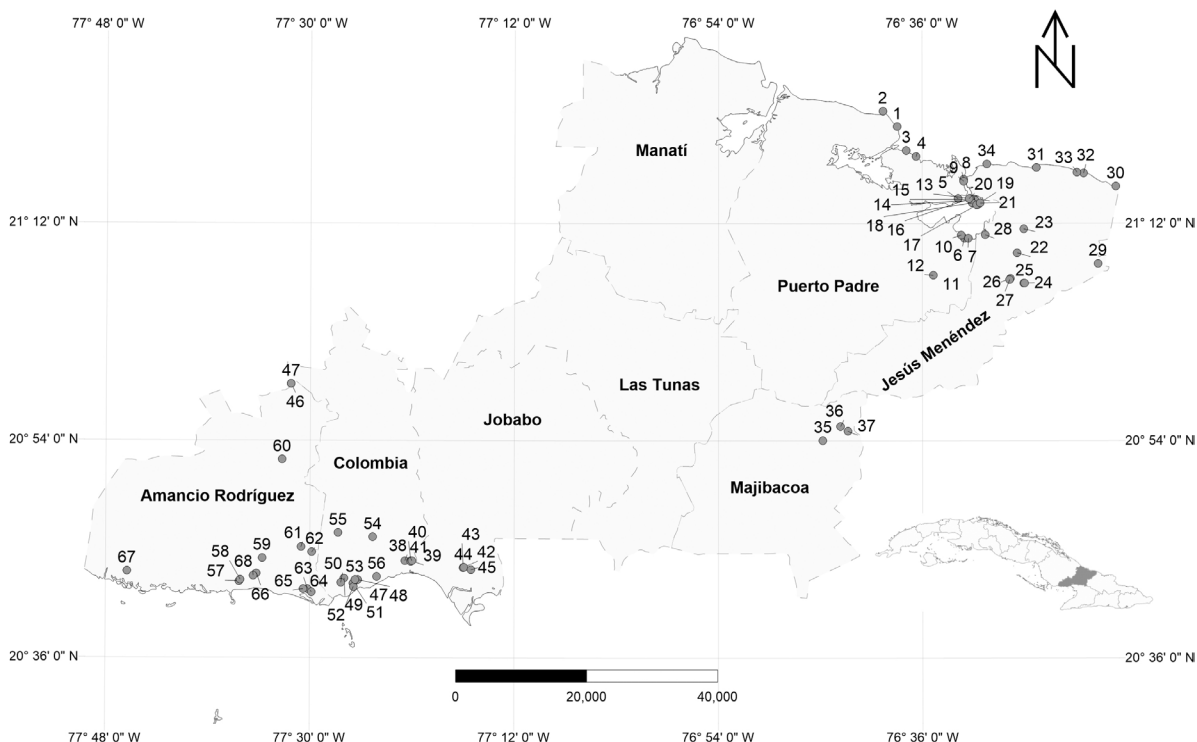 77° 48' 0'' W 77° 30' 0'' W 77° 12' 0'' W 76° 54' 0'' W 76° 36' 0'' W
N
2
1
Manatí
3 4
34 31 33 32
9 8
30
15 13 5 20 19
14 21
21° 12' 0'' N 18 16 21° 12' 0'' N
17 28 23
10 6 7 22 29
12 11 26 25 24
27
Puerto Padre
Jesús Menéndez
47
46
Las Tunas
Jobabo
36
35 37
20° 54' 0'' N 20° 54' 0'' N
60
Colombia
Majibacoa
Amancio Rodríguez
55 54 43
61 62 40
58 59 38 41 39 44 42
67 68 50 53 56 45
57 63
66 65 64 47 48
52 49 51
20° 36' 0'' N 20° 36' 0'' N
0 20,000 40,000
77° 48' 0'' W 77° 30' 0'' W 77° 12' 0'' W 76° 54' 0'' W 76° 36' 0'' W